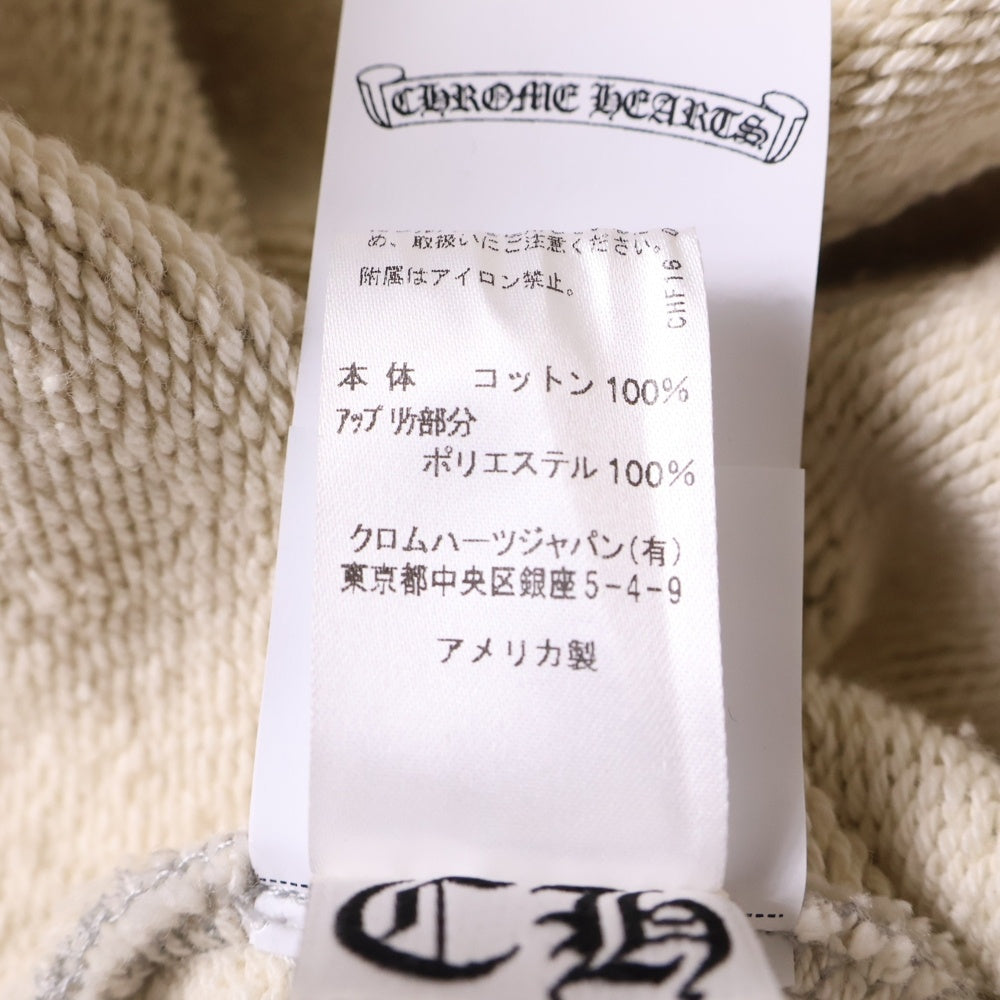 CHROME HEARTS
め、取扱いにご注意ください。
附属はアイロン禁止。
CHF16
本体 コットン 100%
アップリケ部分
ポリエステル 100%
クロムハーツジャパン(有)
東京都中央区銀座5-4-9
アメリカ製
CH